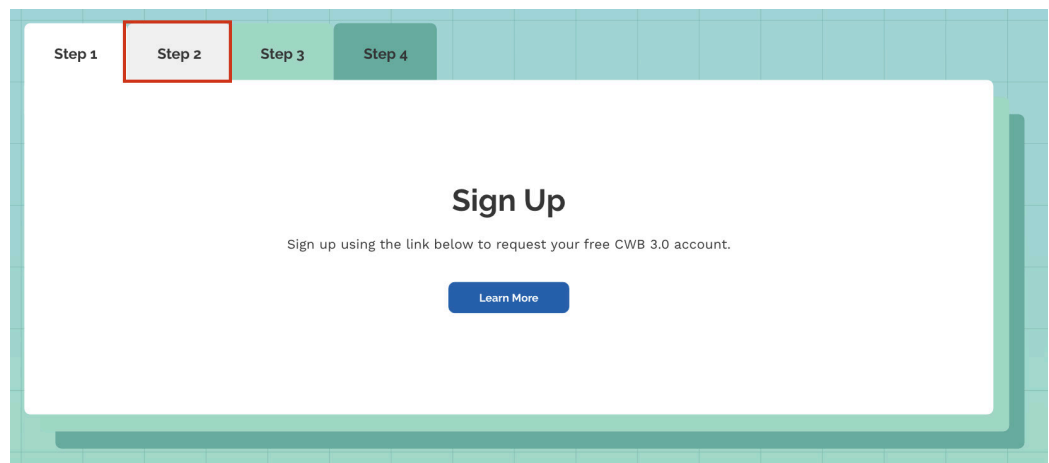 Step 1 Step 2 Step 3 Step 4
Sign Up
Sign up using the link below to request your free CWB 3.0 account.
Learn More